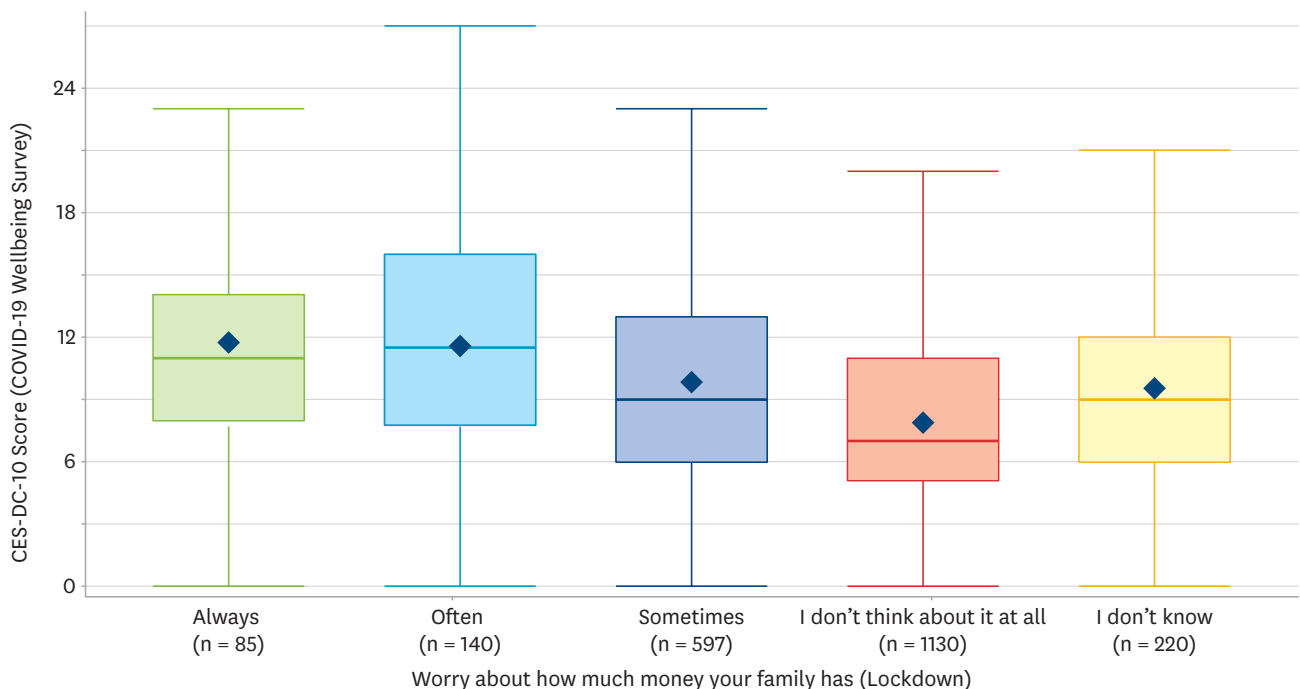 CES-DC-10 Score (COVID-19 Wellbeing Survey)
24
18
12
6
0
Always
(n = 85)
Often
(n = 140)
Sometimes
(n = 597)
I don’t think about it at all
(n = 1130)
I don’t know
(n = 220)
Worry about how much money your family has (Lockdown)